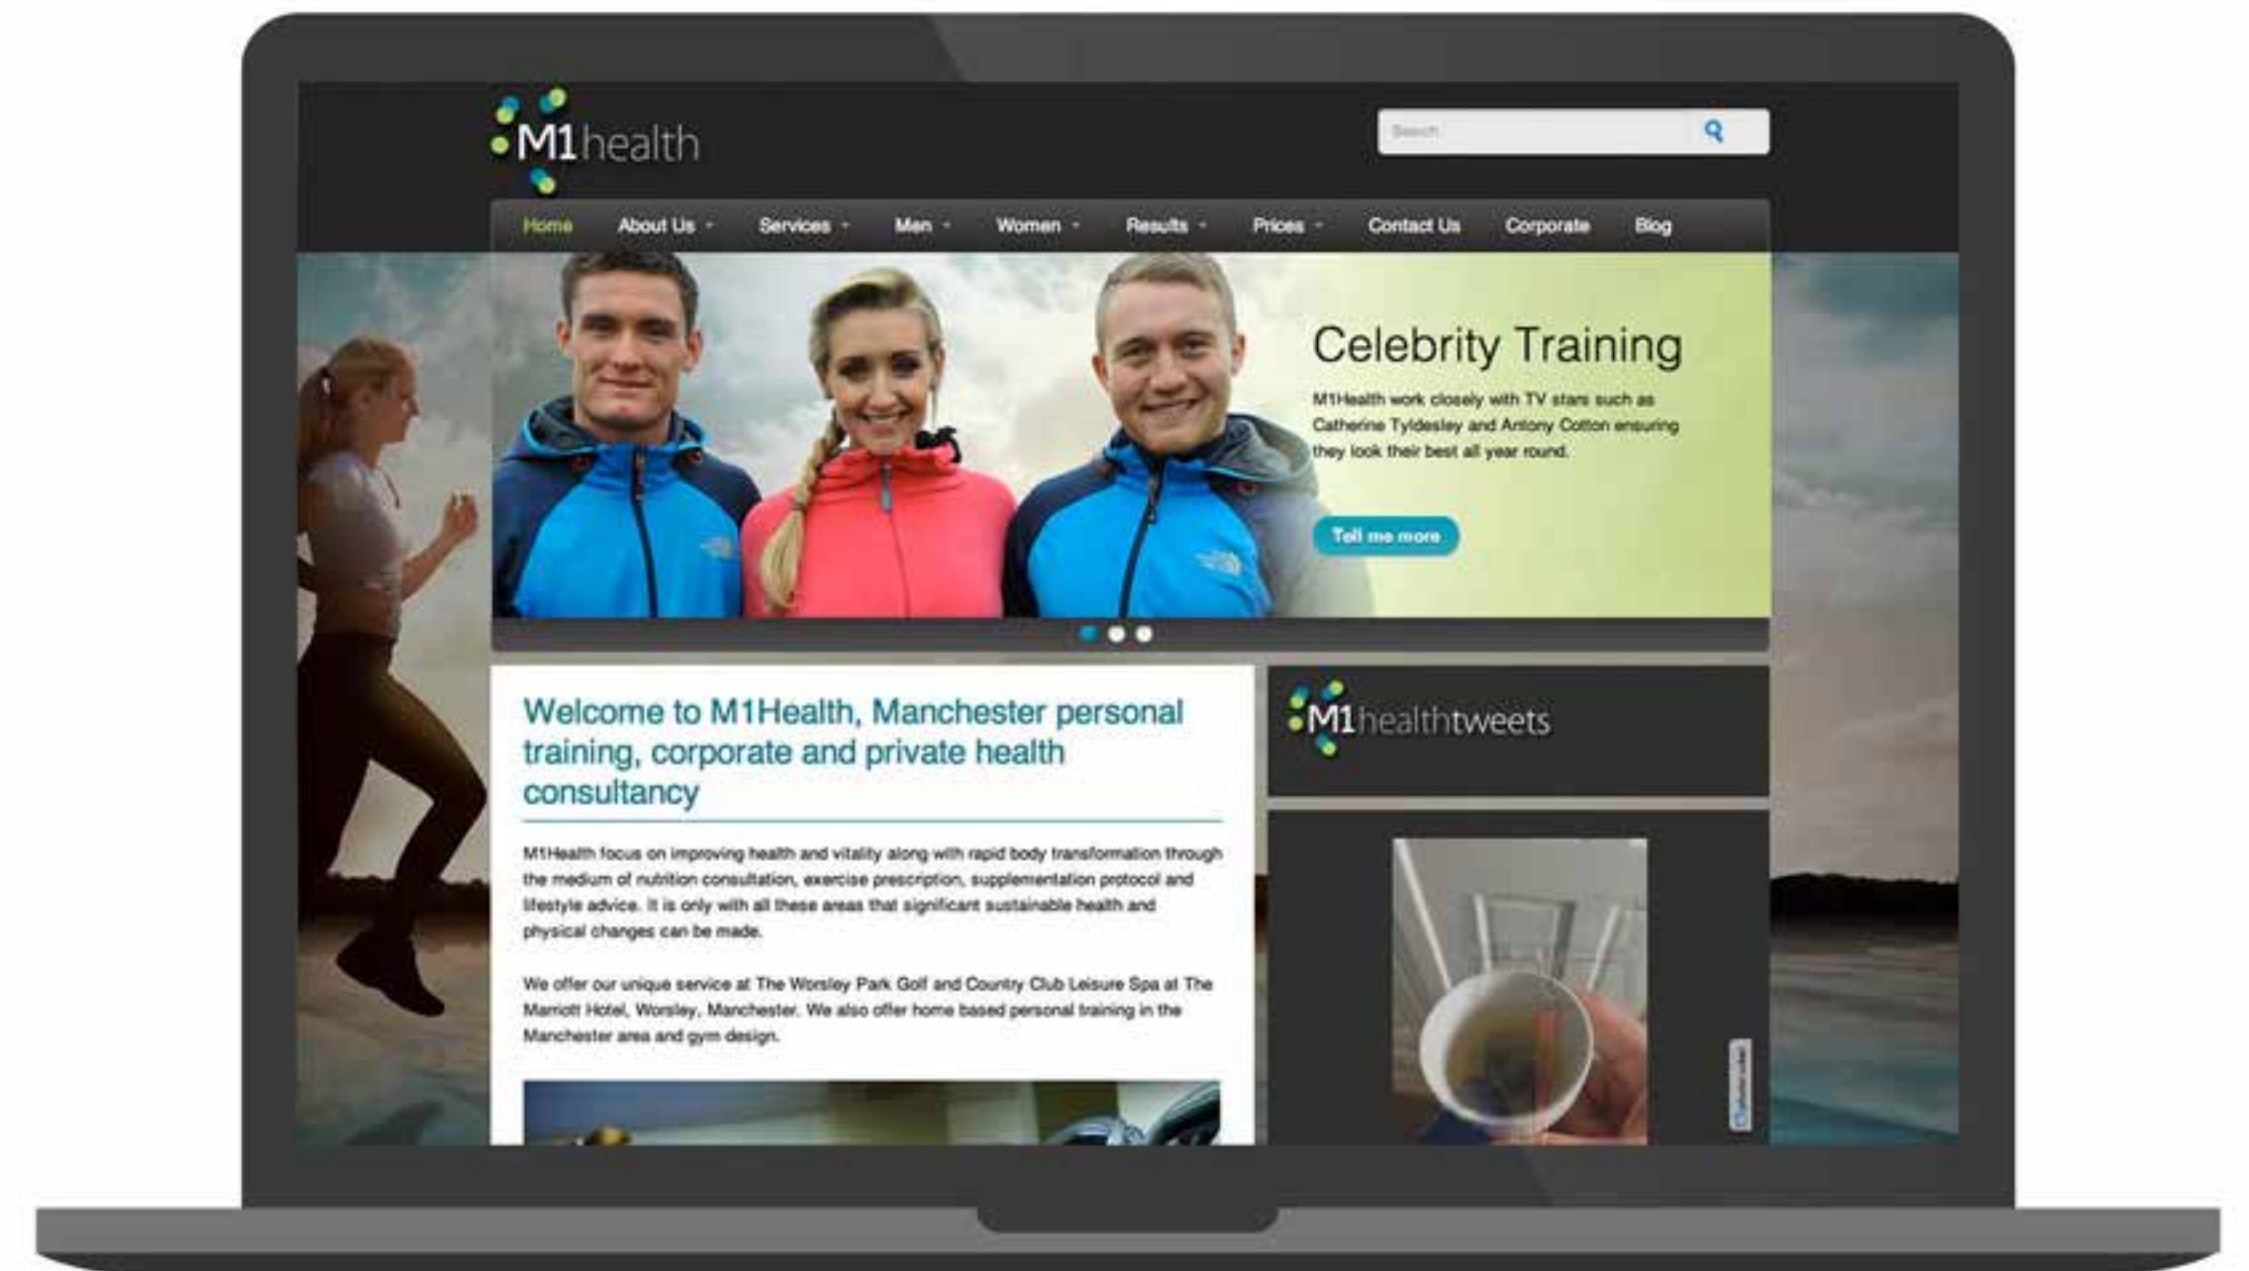 M1health
Search
Home About Us Services Men Women Results Prices Contact Us Corporate Blog
Celebrity Training
M1Health work closely with TV stars such as
Catherine Tyldesley and Antony Cotton ensuring
they look their best all year round.
Tell me more
Welcome to M1Health, Manchester personal
training, corporate and private health
consultancy
M1Health focus on improving health and vitality along with rapid body transformation through
the medium of nutrition consultation, exercise prescription, supplementation protocol and
lifestyle advice. It is only with all these areas that significant sustainable health and
physical changes can be made.
We offer our unique service at The Worsley Park Golf and Country Club Leisure Spa at The
Marriott Hotel, Worsley, Manchester. We also offer home based personal training in the
Manchester area and gym design.
M1healthtweets